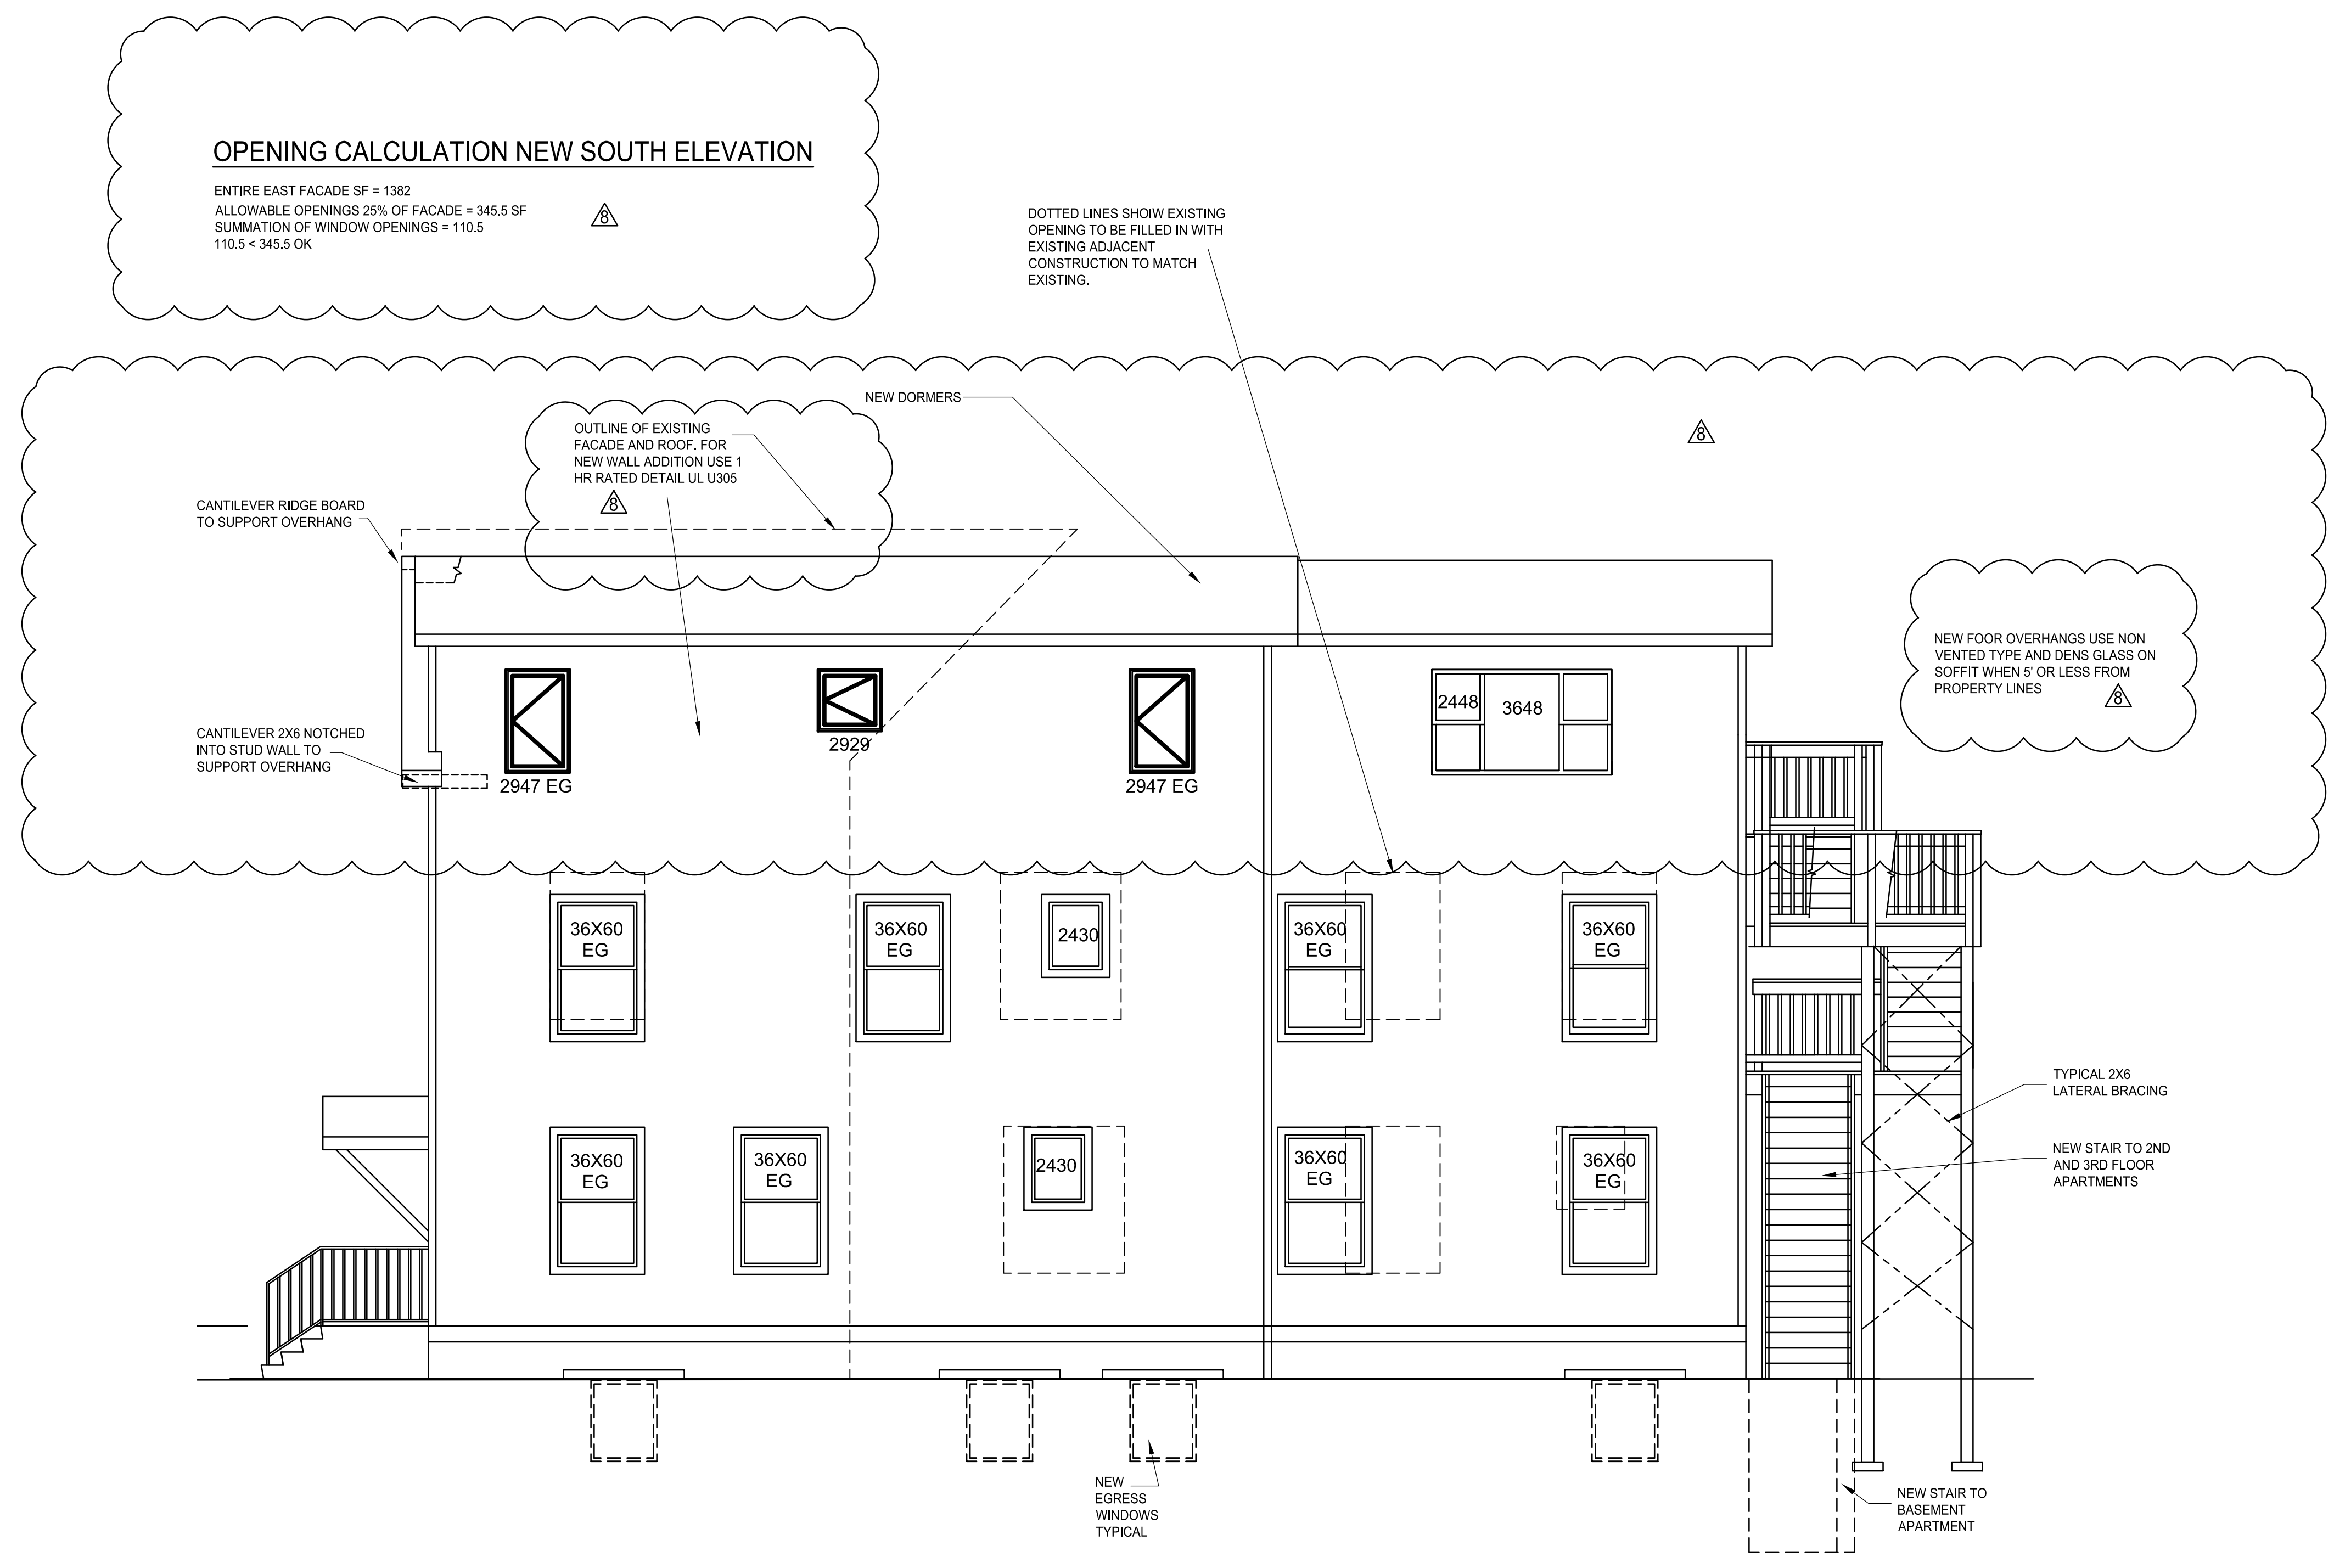 OPENING CALCULATION NEW SOUTH ELEVATION
ENTIRE EAST FACADE SF = 1382
ALLOWABLE OPENINGS 25% OF FACADE = 345.5 SF
SUMMATION OF WINDOW OPENINGS = 110.5
110.5 < 345.5 OK
8
DOTTED LINES SHOIW EXISTING
OPENING TO BE FILLED IN WITH
EXISTING ADJACENT
CONSTRUCTION TO MATCH
EXISTING.
NEW DORMERS
8
OUTLINE OF EXISTING
FACADE AND ROOF. FOR
NEW WALL ADDITION USE 1
HR RATED DETAIL UL U305
8
CANTILEVER RIDGE BOARD
TO SUPPORT OVERHANG
NEW FOOR OVERHANGS USE NON
VENTED TYPE AND DENS GLASS ON
SOFFIT WHEN 5' OR LESS FROM
PROPERTY LINES
8
CANTILEVER 2X6 NOTCHED
INTO STUD WALL TO
SUPPORT OVERHANG
2947 EG
2929
2947 EG
2448
3648
36X60
EG
36X60
EG
2430
36X60
EG
36X60
EG
36X60
EG
36X60
EG
2430
36X60
EG
36X60
EG
TYPICAL 2X6
LATERAL BRACING
NEW STAIR TO 2ND
AND 3RD FLOOR
APARTMENTS
NEW
EGRESS
WINDOWS
TYPICAL
NEW STAIR TO
BASEMENT
APARTMENT